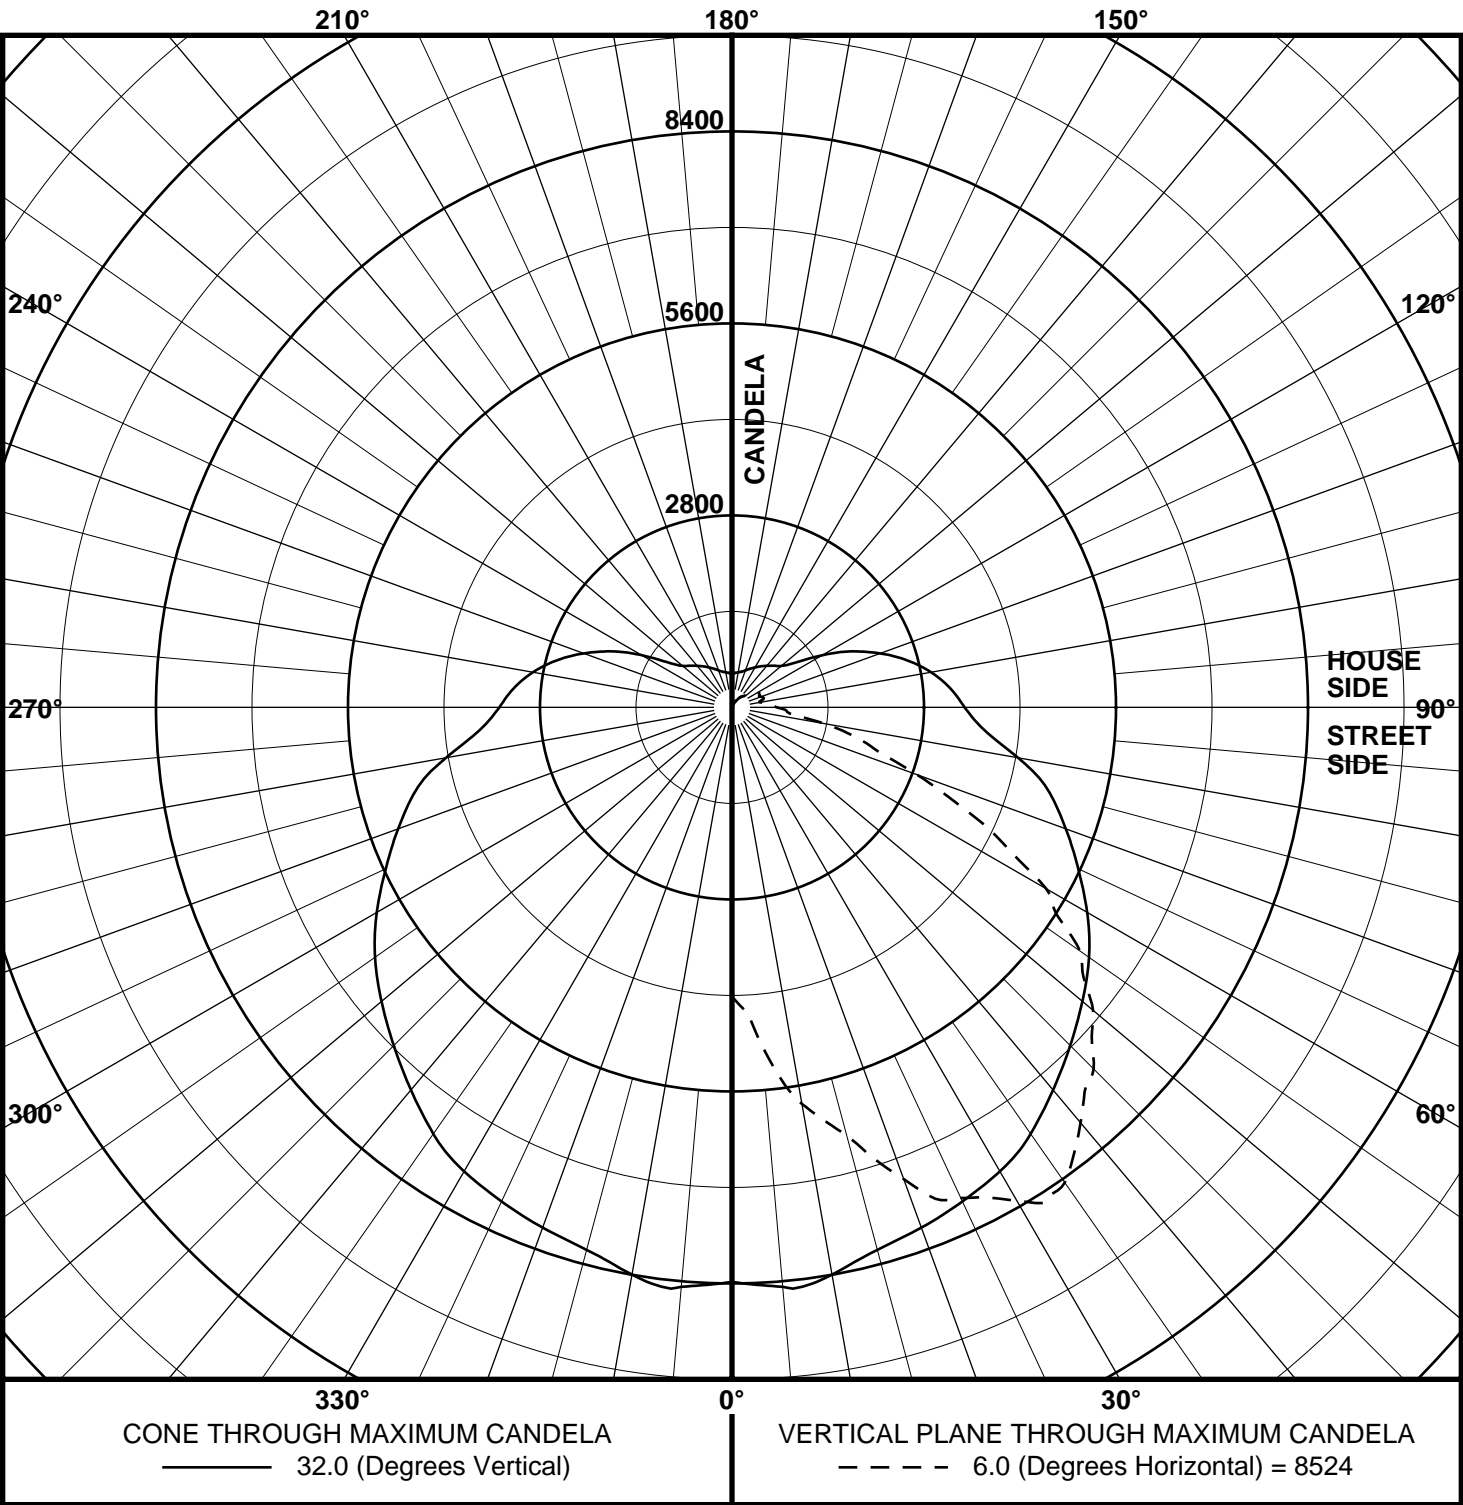 210° 180° 150°
8400
240° 120°
5600
CANDELA
2800
HOUSE
SIDE
270° 90°
STREET
SIDE
300° 60°
330° 0° 30°
CONE THROUGH MAXIMUM CANDELA
32.0 (Degrees Vertical)
VERTICAL PLANE THROUGH MAXIMUM CANDELA
6.0 (Degrees Horizontal) = 8524